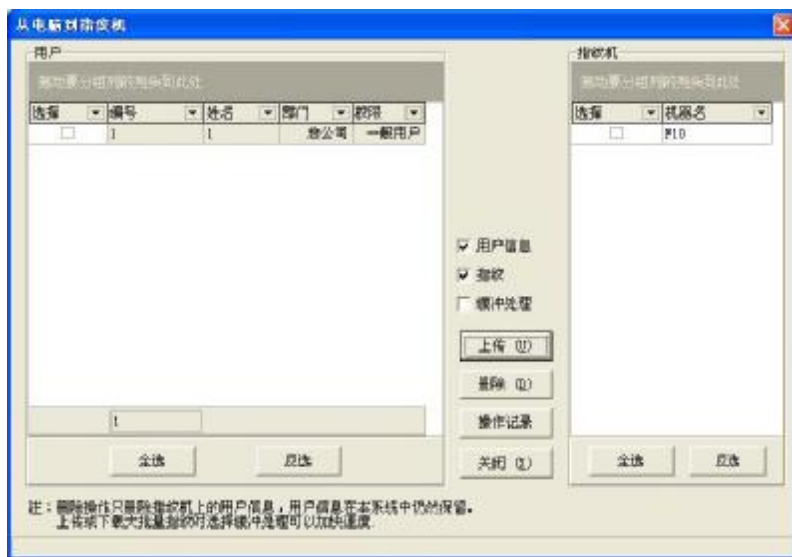 从电脑到指纹机
用户
指纹机
拖动要分组列的列头到此处
拖动要分组列的列头到此处
选择 编号 姓名 部门 权限
选择 机器名
1 1 总公司 一般用户
F10
用户信息
指纹
缓冲处理
上传 (U)
删除 (D)
操作记录
关闭
1
全选 反选
全选 反选
注：删除操作只删除指纹机上的用户信息，用户信息在本系统中仍然保留。
上传或下载大批量指纹时选择缓冲处理可以加快速度.